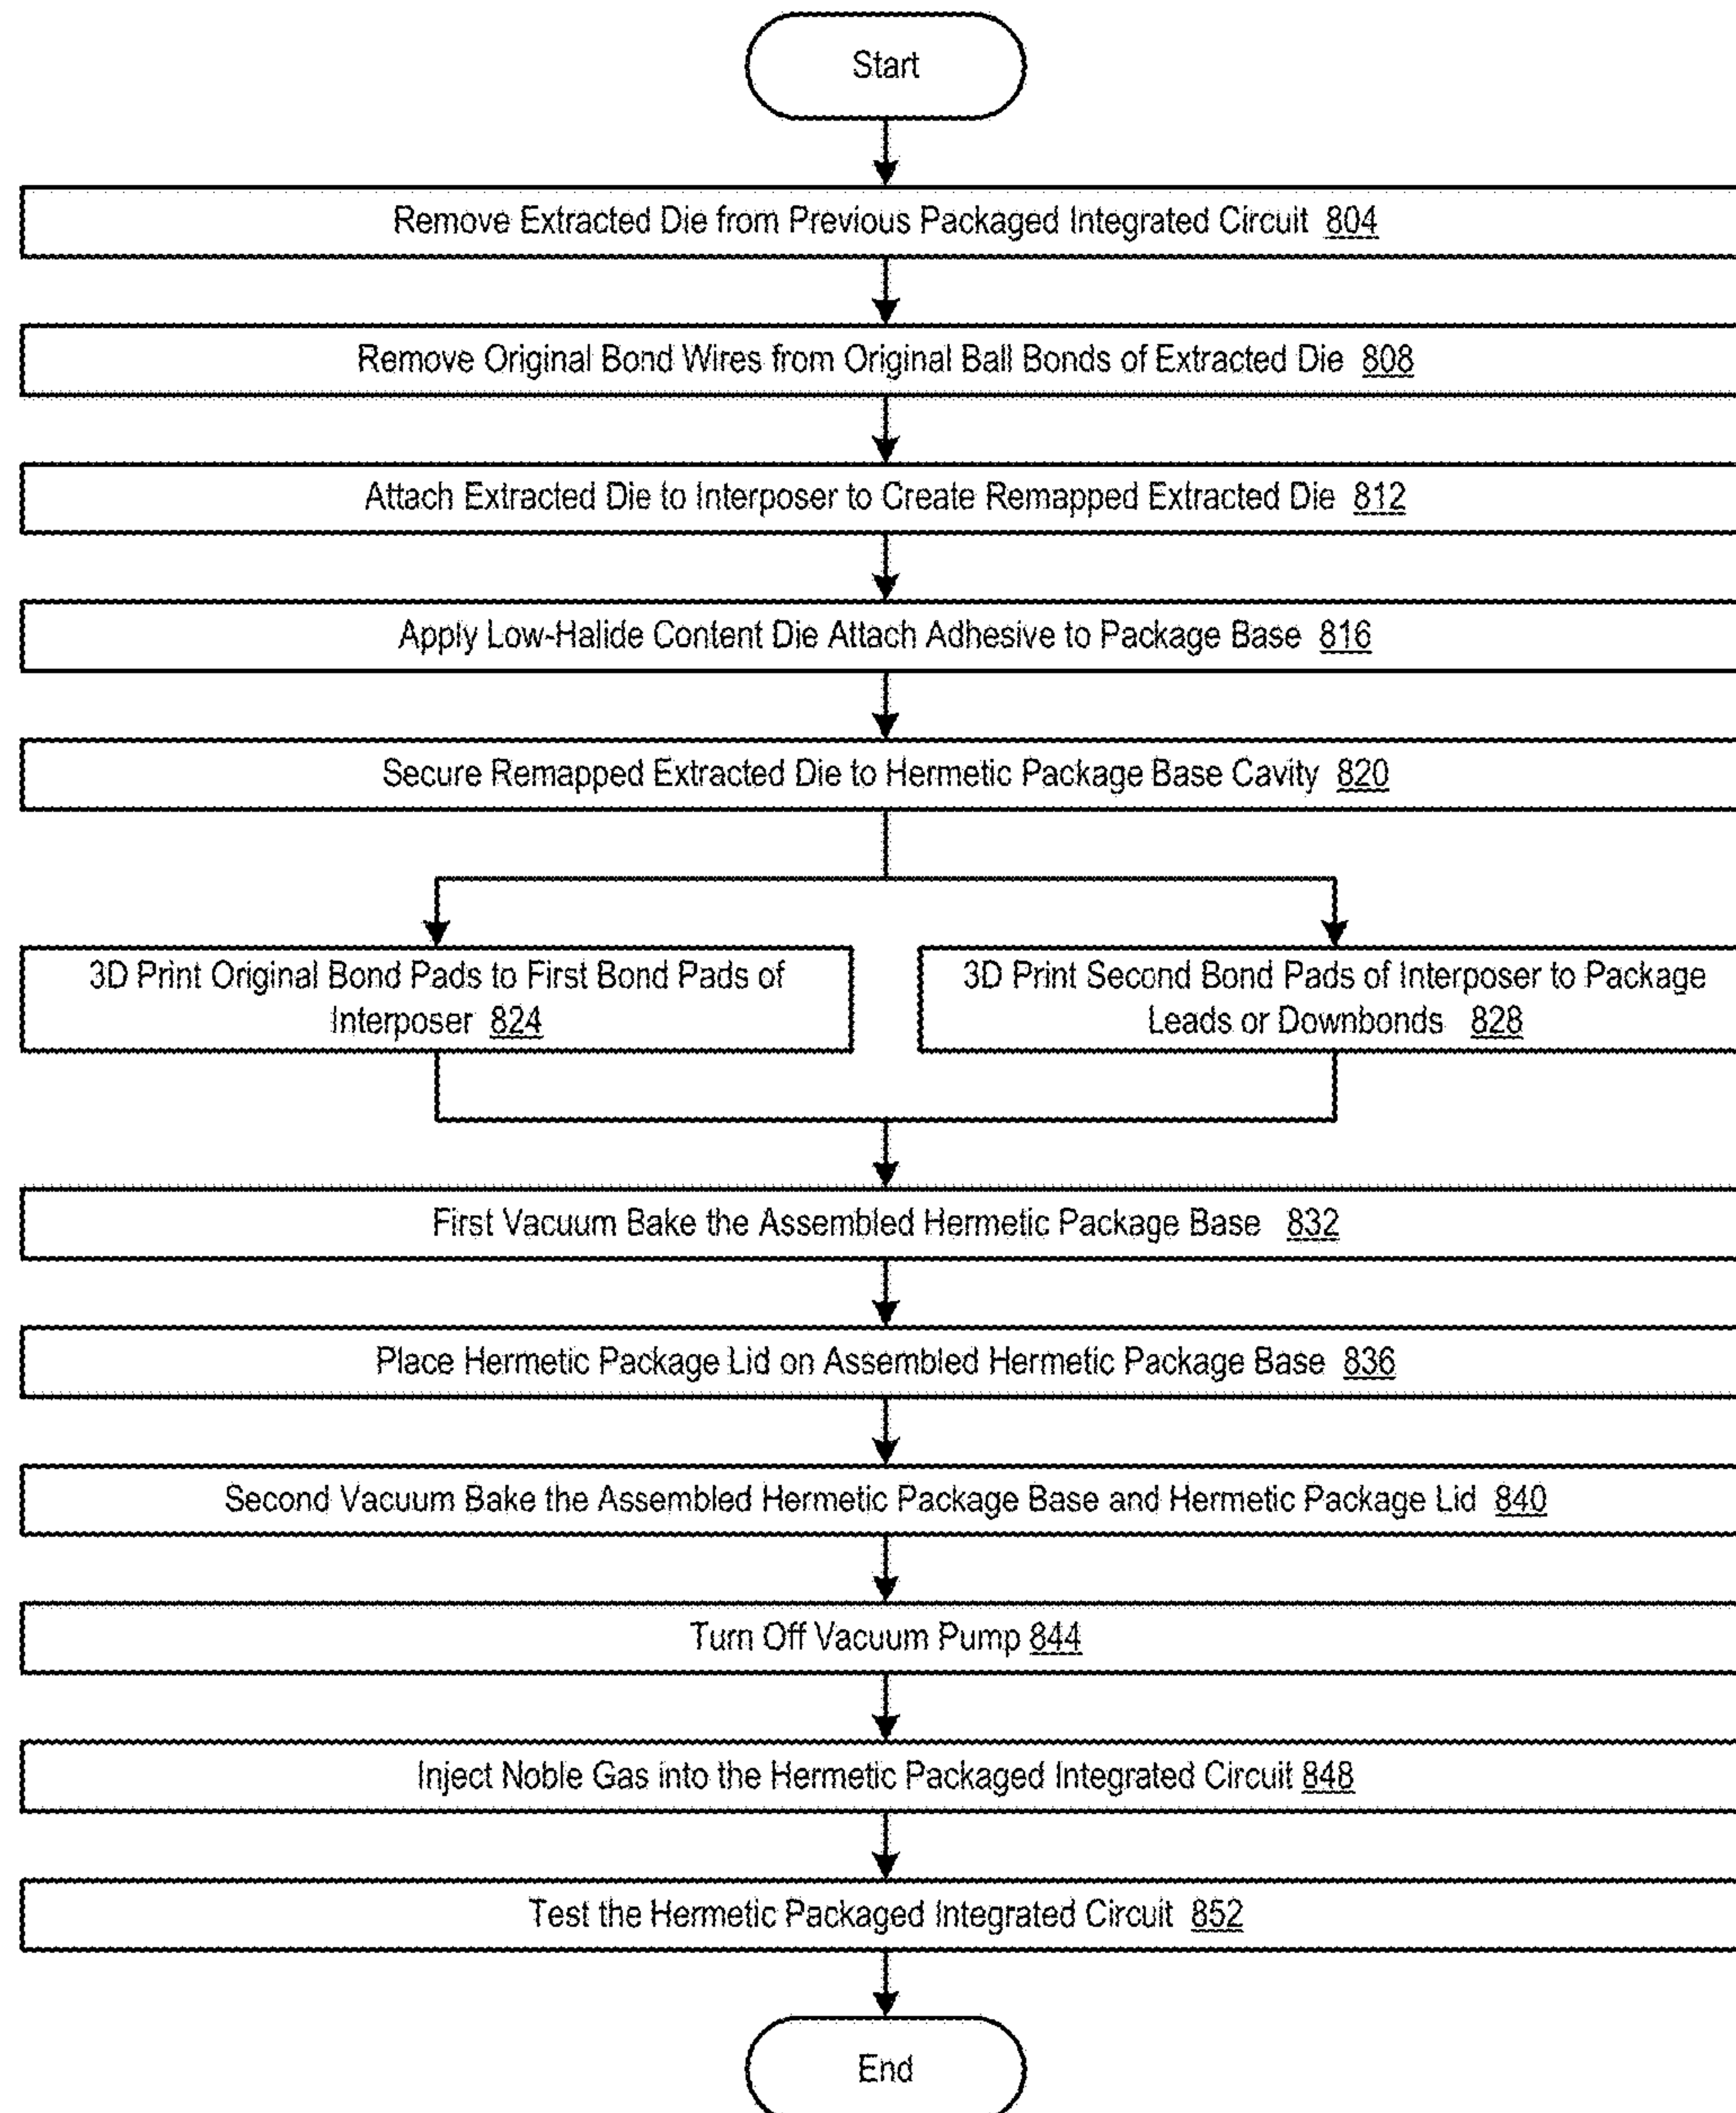 Start
Remove Extracted Die from Previous Packaged Integrated Circuit 804
Remove Original Bond Wires from Original Ball Bonds of Extracted Die 808
Attach Extracted Die to Interposer to Create Remapped Extracted Die 812
Apply Low-Halide Content Die Attach Adhesive to Package Base 816
Secure Remapped Extracted Die to Hermetic Package Base Cavity 820
3D Print Original Bond Pads to First Bond Pads of
Interposer 824
3D Print Second Bond Pads of Interposer to Package
Leads or Downbonds 828
First Vacuum Bake the Assembled Hermetic Package Base 832
Place Hermetic Package Lid on Assembled Hermetic Package Base 836
Second Vacuum Bake the Assembled Hermetic Package Base and Hermetic Package Lid 840
Turn Off Vacuum Pump 844
Inject Noble Gas into the Hermetic Packaged Integrated Circuit 848
Test the Hermetic Packaged Integrated Circuit 852
End